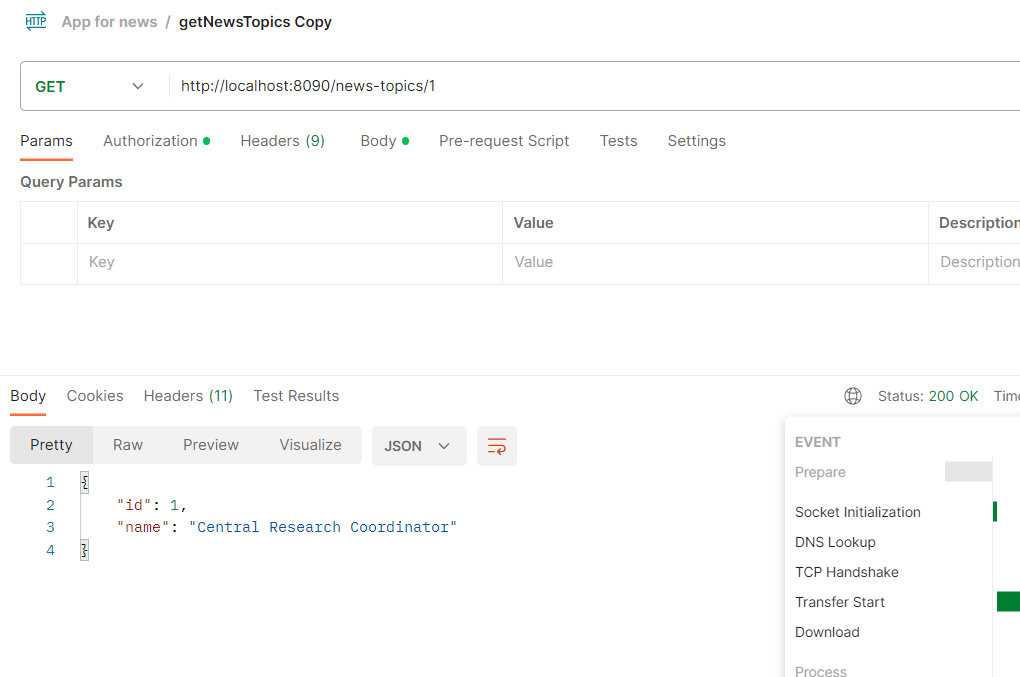 HTTP App for news / getNewsTopics Copy
GET http://localhost:8090/news-topics/1
Params Authorization Headers (9) Body Pre-request Script Tests Settings
Query Params
Key Value Description
Key Value Description
Body Cookies Headers (11) Test Results Status: 200 OK Time
Pretty Raw Preview Visualize JSON
EVENT
Prepare
1 {
2 "id": 1,
3 "name": "Central Research Coordinator"
4 }
Socket Initialization
DNS Lookup
TCP Handshake
Transfer Start
Download
Process